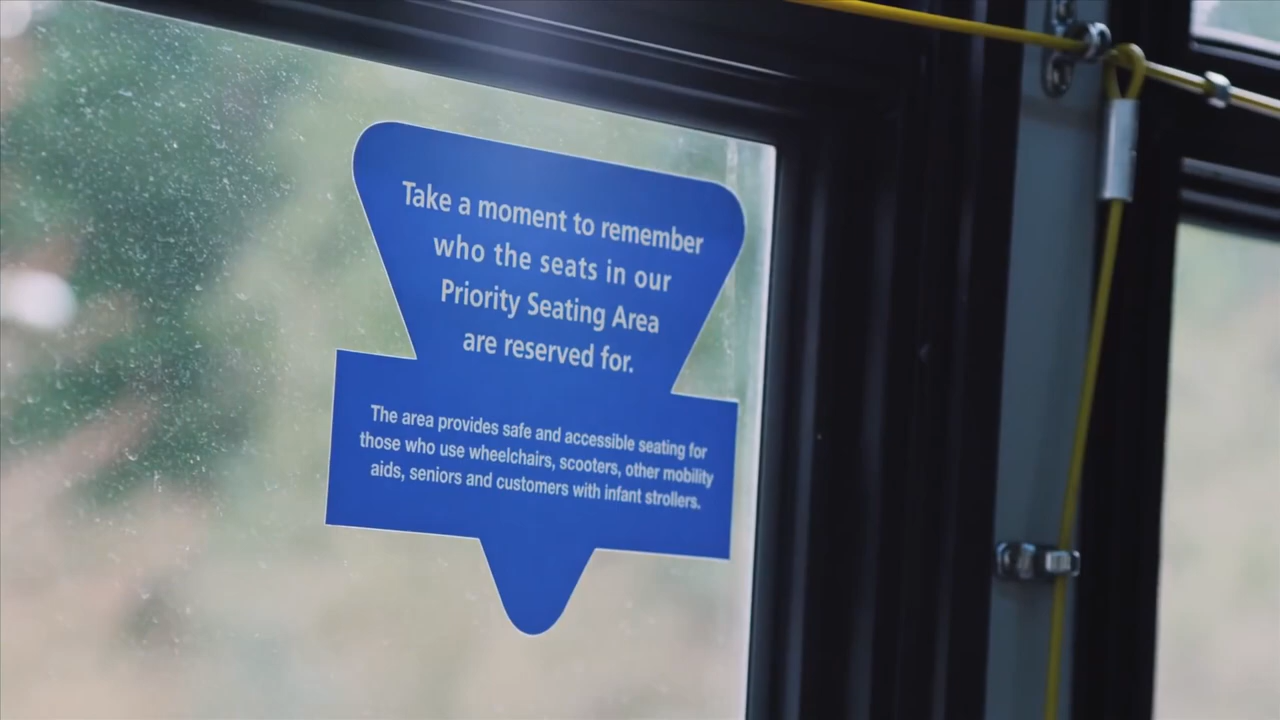 Take a moment to remember
who the seats in our
Priority Seating Area
are reserved for.
The area provides safe and accessible seating for
those who use wheelchairs, scooters, other mobility
aids, seniors and customers with infant strollers.